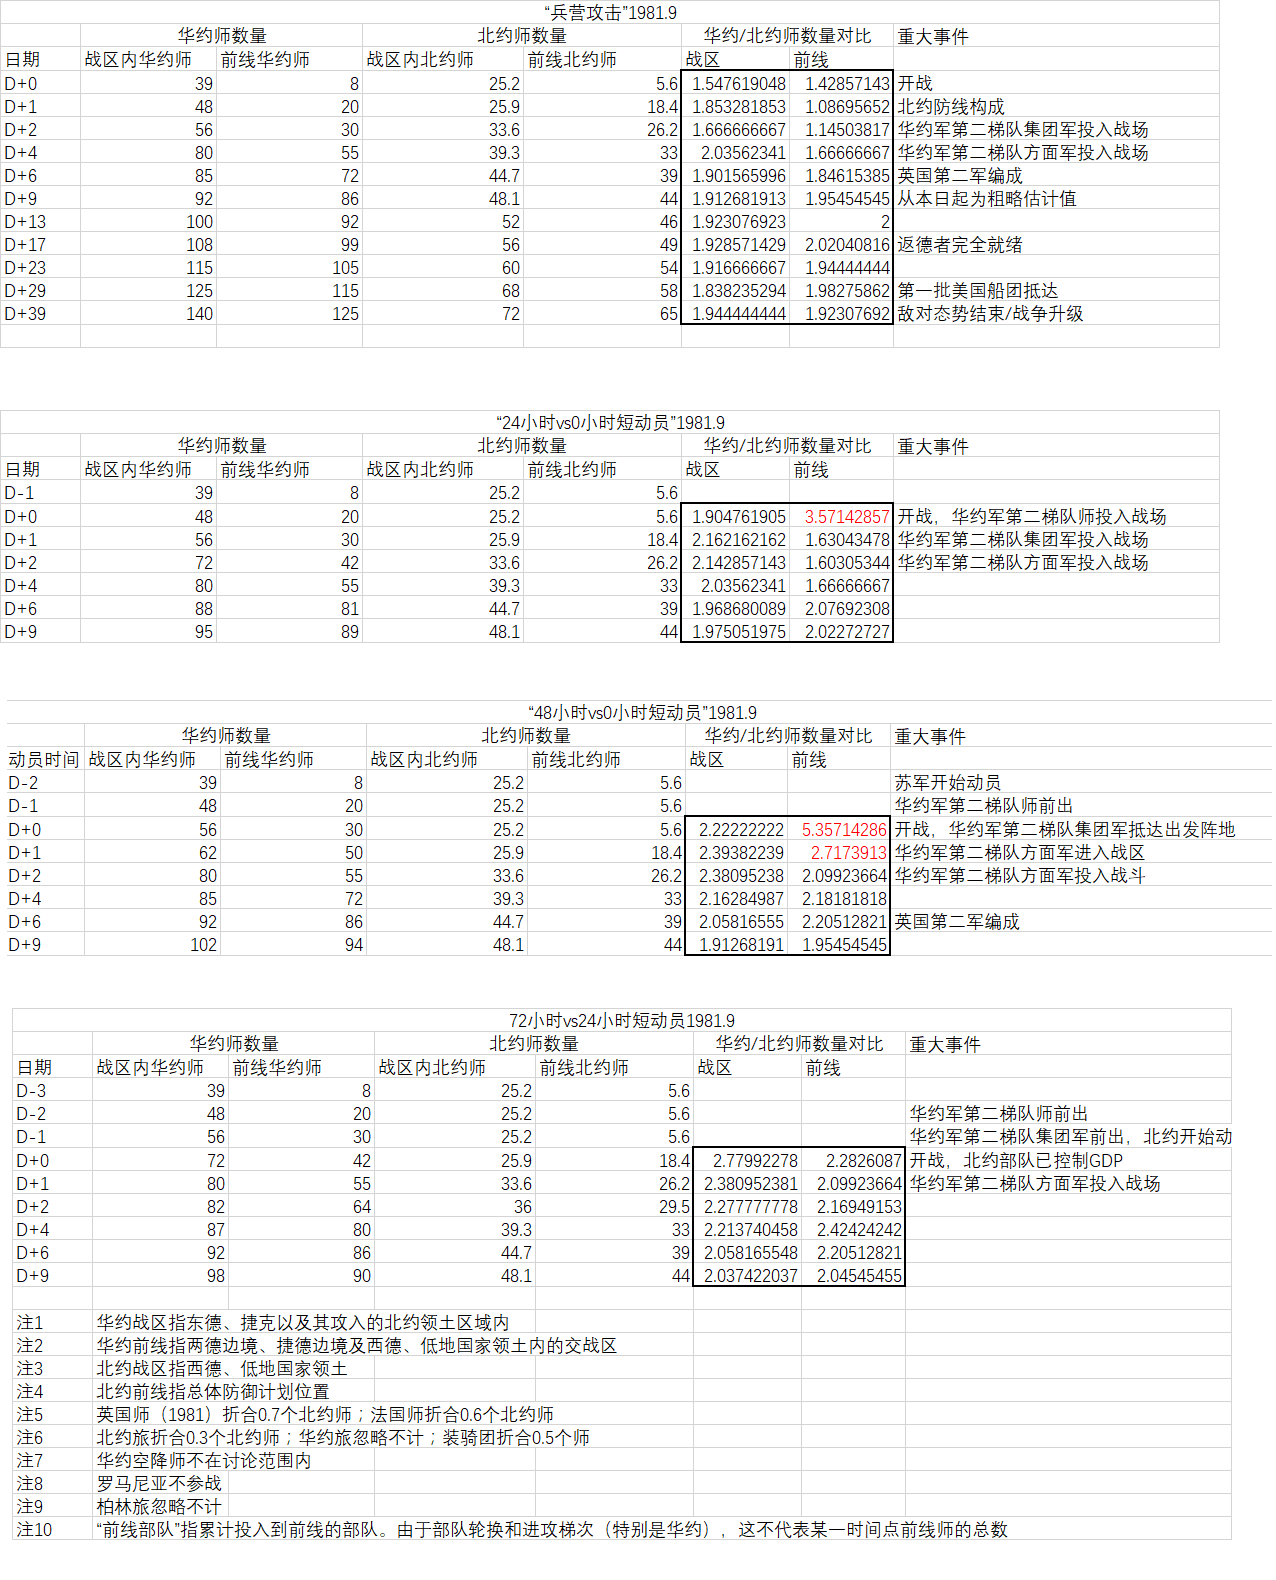 “兵营攻击”1981.9
华约师数量 北约师数量 华约/北约师数量对比 重大事件
日期 战区内华约师 前线华约师 战区内北约师 前线北约师 战区 前线
D+0 39 8 25.2 5.6 1.547619048 1.42857143 开战
D+1 48 20 25.9 18.4 1.853281853 1.08695652 北约防线构成
D+2 56 30 33.6 26.2 1.666666667 1.14503817 华约军第二梯队集团军投入战场
D+4 80 55 39.3 33 2.03562341 1.66666667 华约军第二梯队方面军投入战场
D+6 85 72 44.7 39 1.901565996 1.84615385 英国第二军编成
D+9 92 86 48.1 44 1.912681913 1.95454545 从本日起为粗略估计值
D+13 100 92 52 46 1.923076923 2
D+17 108 99 56 49 1.928571429 2.02040816 返德者完全就绪
D+23 115 105 60 54 1.916666667 1.94444444
D+29 125 115 68 58 1.838235294 1.98275862 第一批美国船团抵达
D+39 140 125 72 65 1.944444444 1.92307692 敌对态势结束/战争升级
“24小时vs0小时短动员”1981.9
华约师数量 北约师数量 华约/北约师数量对比 重大事件
日期 战区内华约师 前线华约师 战区内北约师 前线北约师 战区 前线
D-1 39 8 25.2 5.6
D+0 48 20 25.2 5.6 1.904761905 3.57142857 开战，华约军第二梯队师投入战场
D+1 56 30 25.9 18.4 2.162162162 1.63043478 华约军第二梯队集团军投入战场
D+2 72 42 33.6 26.2 2.142857143 1.60305344 华约军第二梯队方面军投入战场
D+4 80 55 39.3 33 2.03562341 1.66666667
D+6 88 81 44.7 39 1.968680089 2.07692308
D+9 95 89 48.1 44 1.975051975 2.02272727
“48小时vs0小时短动员”1981.9
华约师数量 北约师数量 华约/北约师数量对比 重大事件
动员时间 战区内华约师 前线华约师 战区内北约师 前线北约师 战区 前线
D-2 39 8 25.2 5.6 苏军开始动员
D-1 48 20 25.2 5.6 华约军第二梯队师前出
D+0 56 30 25.2 5.6 2.22222222 5.35714286 开战，华约军第二梯队集团军抵达出发阵地
D+1 62 50 25.9 18.4 2.39382239 2.7173913 华约军第二梯队方面军进入战区
D+2 80 55 33.6 26.2 2.38095238 2.09923664 华约军第二梯队方面军投入战斗
D+4 85 72 39.3 33 2.16284987 2.18181818
D+6 92 86 44.7 39 2.05816555 2.20512821 英国第二军编成
D+9 102 94 48.1 44 1.91268191 1.95454545
72小时vs24小时短动员1981.9
华约师数量 北约师数量 华约/北约师数量对比 重大事件
日期 战区内华约师 前线华约师 战区内北约师 前线北约师 战区 前线
D-3 39 8 25.2 5.6
D-2 48 20 25.2 5.6 华约军第二梯队师前出
D-1 56 30 25.2 5.6 华约军第二梯队集团军前出，北约开始动
D+0 72 42 25.9 18.4 2.77992278 2.2826087 开战，北约部队已控制GDP
D+1 80 55 33.6 26.2 2.380952381 2.09923664 华约军第二梯队方面军投入战场
D+2 82 64 36 29.5 2.277777778 2.16949153
D+4 87 80 39.3 33 2.213740458 2.42424242
D+6 92 86 44.7 39 2.058165548 2.20512821
D+9 98 90 48.1 44 2.037422037 2.04545455
注1 华约战区指东德、捷克以及其攻入的北约领土区域内
注2 华约前线指两德边境、捷德边境及西德、低地国家领土内的交战区
注3 北约战区指西德、低地国家领土
注4 北约前线指总体防御计划位置
注5 英国师（1981）折合0.7个北约师；法国师折合0.6个北约师
注6 北约旅折合0.3个北约师；华约旅忽略不计；装骑团折合0.5个师
注7 华约空降师不在讨论范围内
注8 罗马尼亚不参战
注9 柏林旅忽略不计
注10 “前线部队”指累计投入到前线的部队。由于部队轮换和进攻梯次（特别是华约），这不代表某一时间点前线师的总数